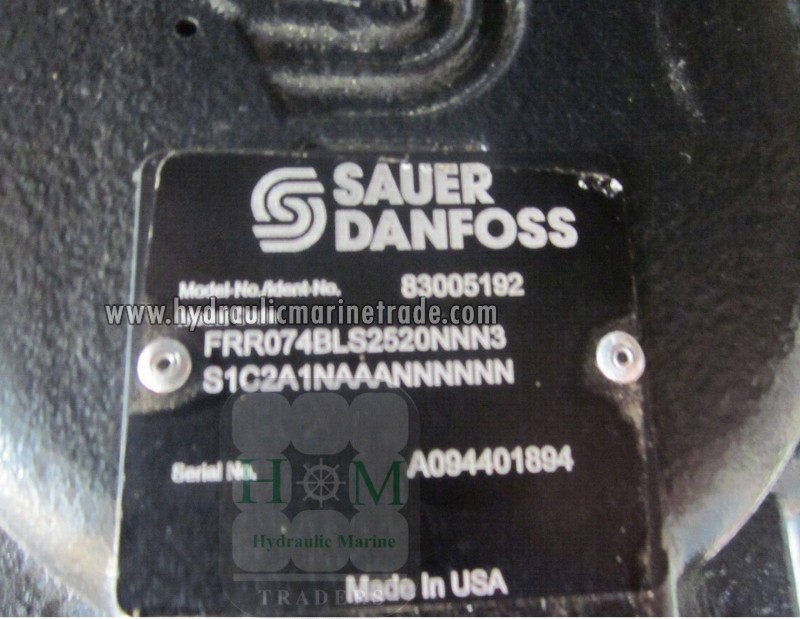 SAUER
DANFOSS
Model-No./Ident-No. 83005192
www.hydraulicmarinetrade.com
FRR074BLS2520NNN3
S1C2A1NAAANNNNNN
Serial No. A094401894
H M
Hydraulic Marine
TRADERS
Made In USA